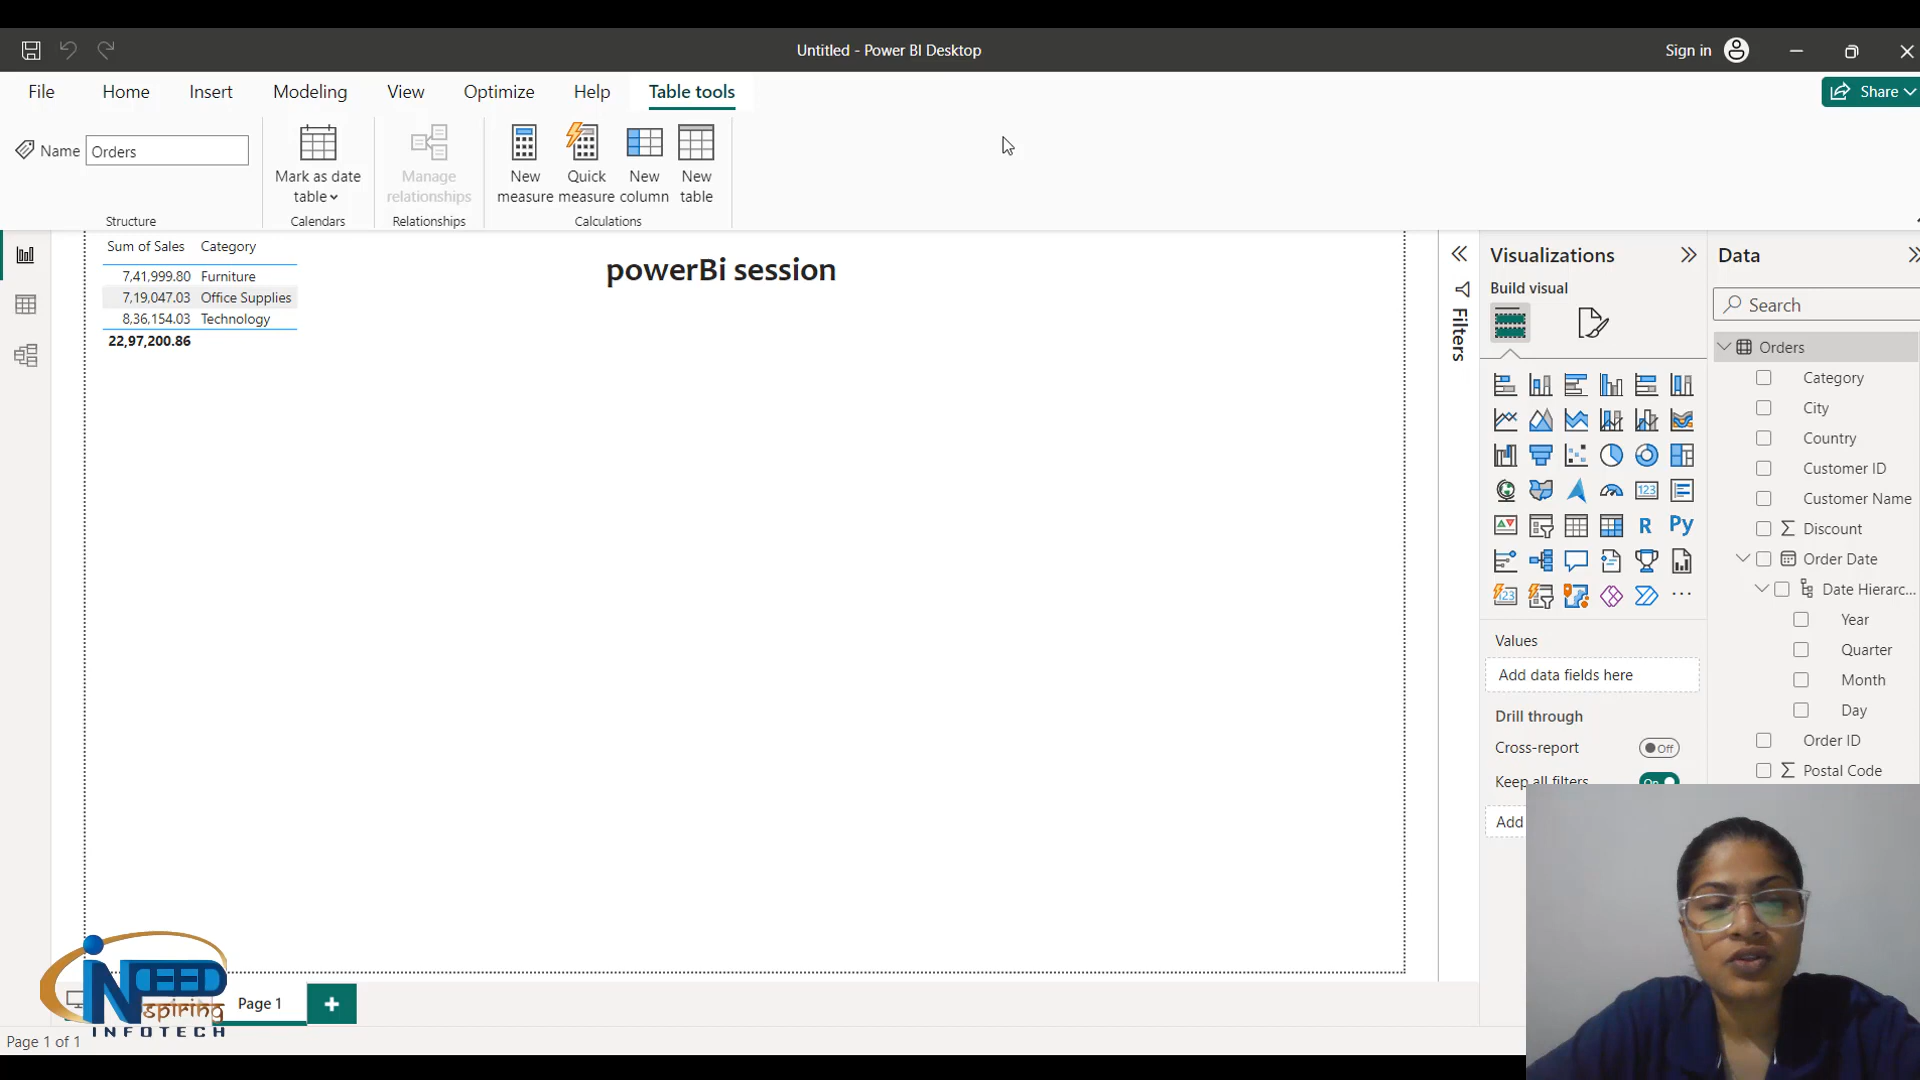 Untitled - Power BI Desktop
Sign in
File
Home
Insert
Modeling
View
Optimize
Help
Table tools
Share
Name
Orders
Mark as date
table
Manage
relationships
New
measure
Quick
measure
New
column
New
table
Structure
Calendars
Relationships
Calculations
Sum of Sales Category
7,41,999.80 Furniture
7,19,047.03 Office Supplies
8,36,154.03 Technology
22,97,200.86
powerBi session
Filters
Visualizations
Build visual
123
R
Py
123
Values
Add data fields here
Drill through
Cross-report
Off
Keep all filters
On
Add
Data
Search
Orders
Category
City
Country
Customer ID
Customer Name
Discount
Order Date
Date Hierarc...
Year
Quarter
Month
Day
Order ID
Postal Code
iNEED
Nspiring
INFOTECH
Page 1
Page 1 of 1